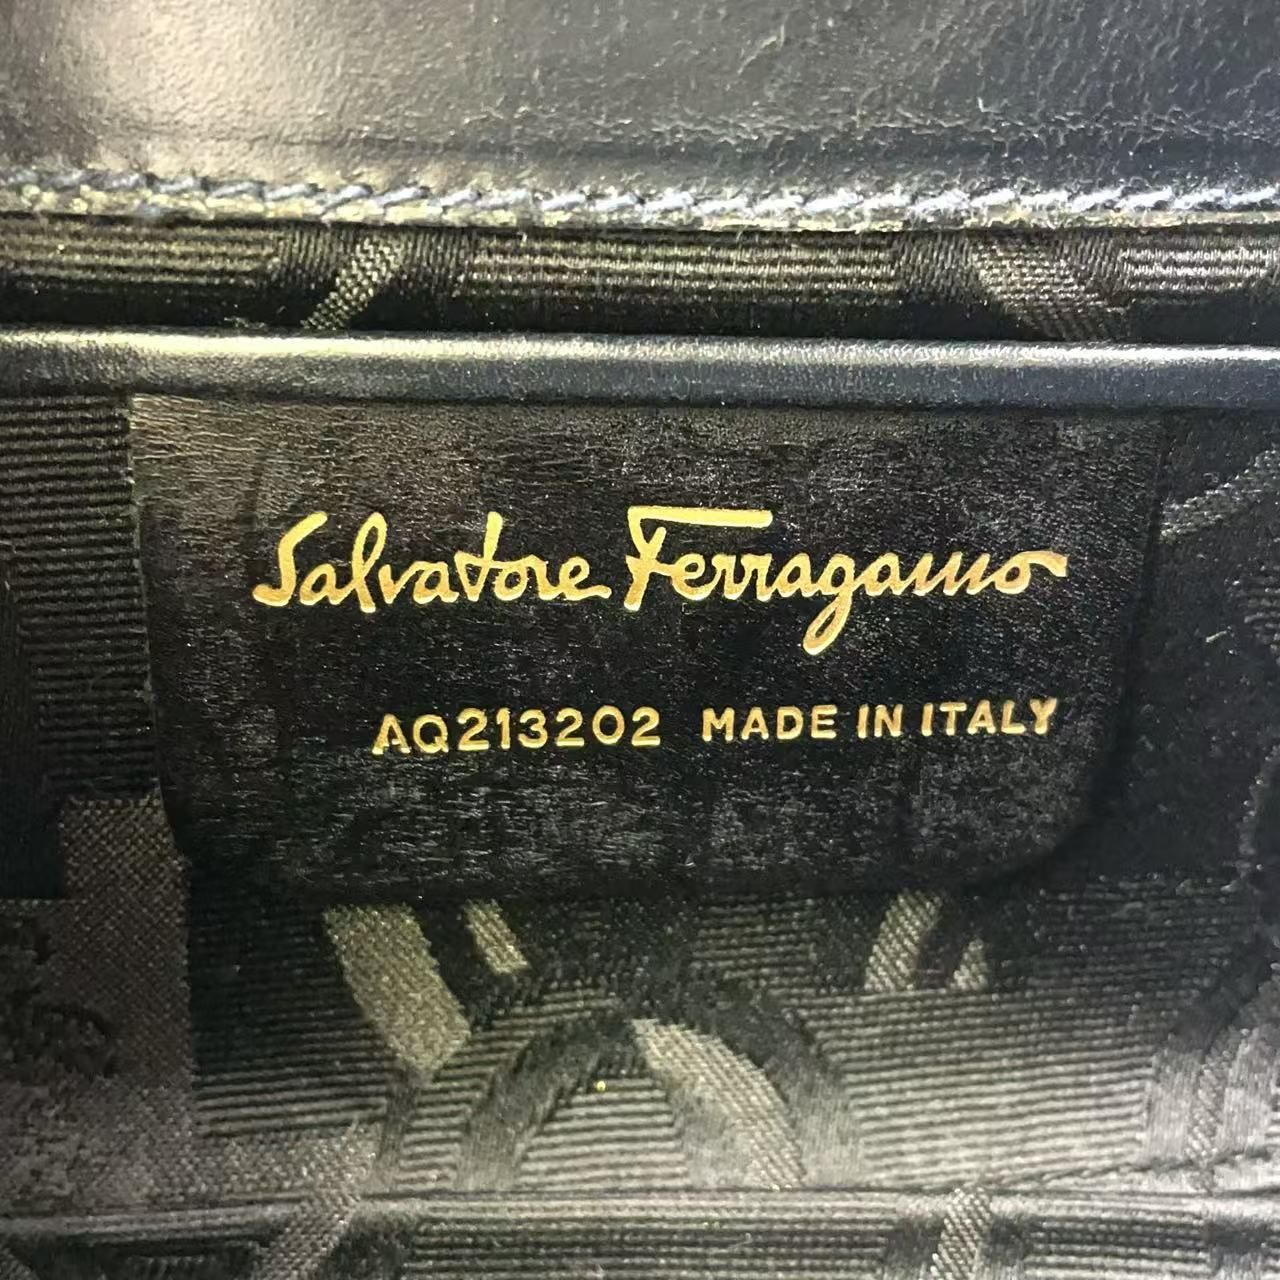 Salvatore Ferragamo
AQ213202 MADE IN ITALY